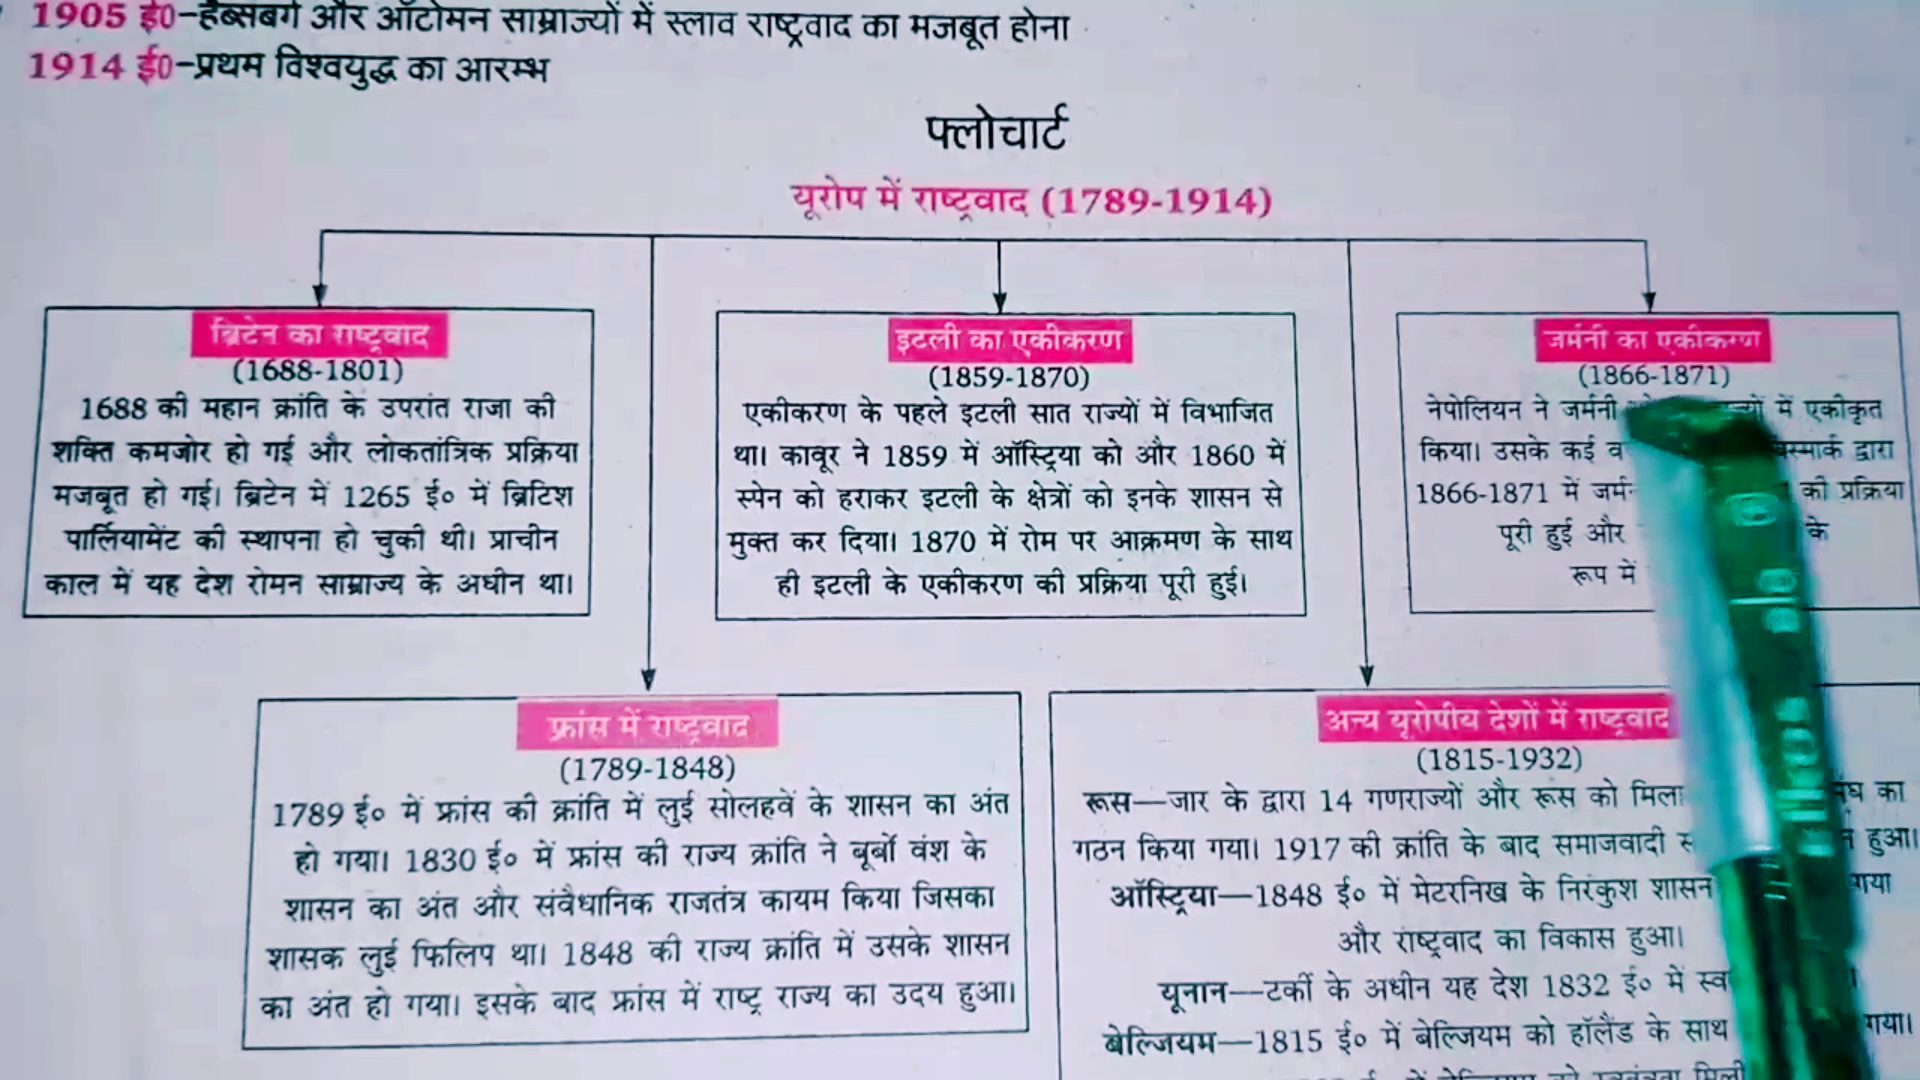 1905 ई०-हैब्सबर्ग और ऑटोमन साम्राज्यों में स्लाव राष्ट्रवाद का मजबूत होना
1914 ई०-प्रथम विश्वयुद्ध का आरम्भ
फ्लोचार्ट
यूरोप में राष्ट्रवाद (1789-1914)
ब्रिटेन का राष्ट्रवाद
(1688-1801)
1688 की महान क्रांति के उपरांत राजा की
शक्ति कमजोर हो गई और लोकतांत्रिक प्रक्रिया
मजबूत हो गई। ब्रिटेन में 1265 ई० में ब्रिटिश
पार्लियामेंट की स्थापना हो चुकी थी। प्राचीन
काल में यह देश रोमन साम्राज्य के अधीन था।
इटली का एकीकरण
(1859-1870)
एकीकरण के पहले इटली सात राज्यों में विभाजित
था। कावूर ने 1859 में ऑस्ट्रिया को और 1860 में
स्पेन को हराकर इटली के क्षेत्रों को इनके शासन से
मुक्त कर दिया। 1870 में रोम पर आक्रमण के साथ
ही इटली के एकीकरण की प्रक्रिया पूरी हुई।
जर्मनी का एकीकरण
(1866-1871)
नेपोलियन ने जर्मनी में एकीकृत
किया। उसके कई द्वारा
1866-1871 में की प्रक्रिया
पूरी हुई और के
रूप में
फ्रांस में राष्ट्रवाद
(1789-1848)
1789 ई० में फ्रांस की क्रांति में लुई सोलहवें के शासन का अंत
हो गया। 1830 ई० में फ्रांस की राज्य क्रांति ने बूर्बो वंश के
शासन का अंत और संवैधानिक राजतंत्र कायम किया जिसका
शासक लुई फिलिप था। 1848 की राज्य क्रांति में उसके शासन
का अंत हो गया। इसके बाद फ्रांस में राष्ट्र राज्य का उदय हुआ।
अन्य यूरोपीय देशों में राष्ट्रवाद
(1815-1932)
रूस—जार के द्वारा 14 गणराज्यों और रूस को का
गठन किया गया। 1917 की क्रांति के बाद समाजवादी हुआ।
ऑस्ट्रिया—1848 ई० में मेटरनिख के निरंकुश शासन गया
और राष्ट्रवाद का विकास हुआ।
यूनान—टर्की के अधीन यह देश 1832 ई० में
बेल्जियम—1815 ई० में बेल्जियम को हॉलैंड के साथ गया।